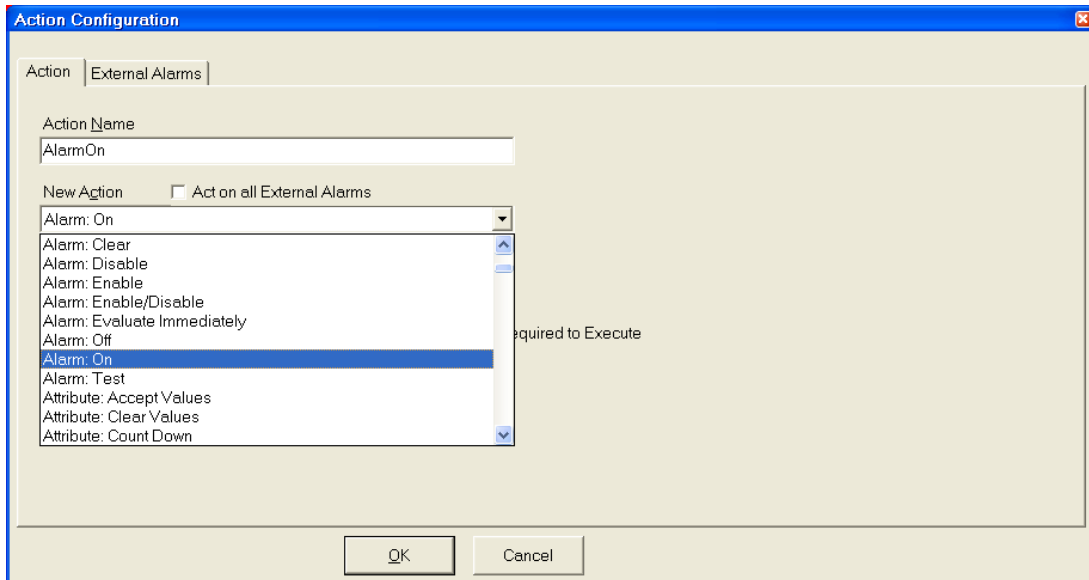 Action Configuration
Action External Alarms
Action Name
AlarmOn
New Action Act on all External Alarms
Alarm: On
Alarm: Clear
Alarm: Disable
Alarm: Enable
Alarm: Enable/Disable
Alarm: Evaluate Immediately
equired to Execute
Alarm: Off
Alarm: On
Alarm: Test
Attribute: Accept Values
Attribute: Clear Values
Attribute: Count Down
OK Cancel